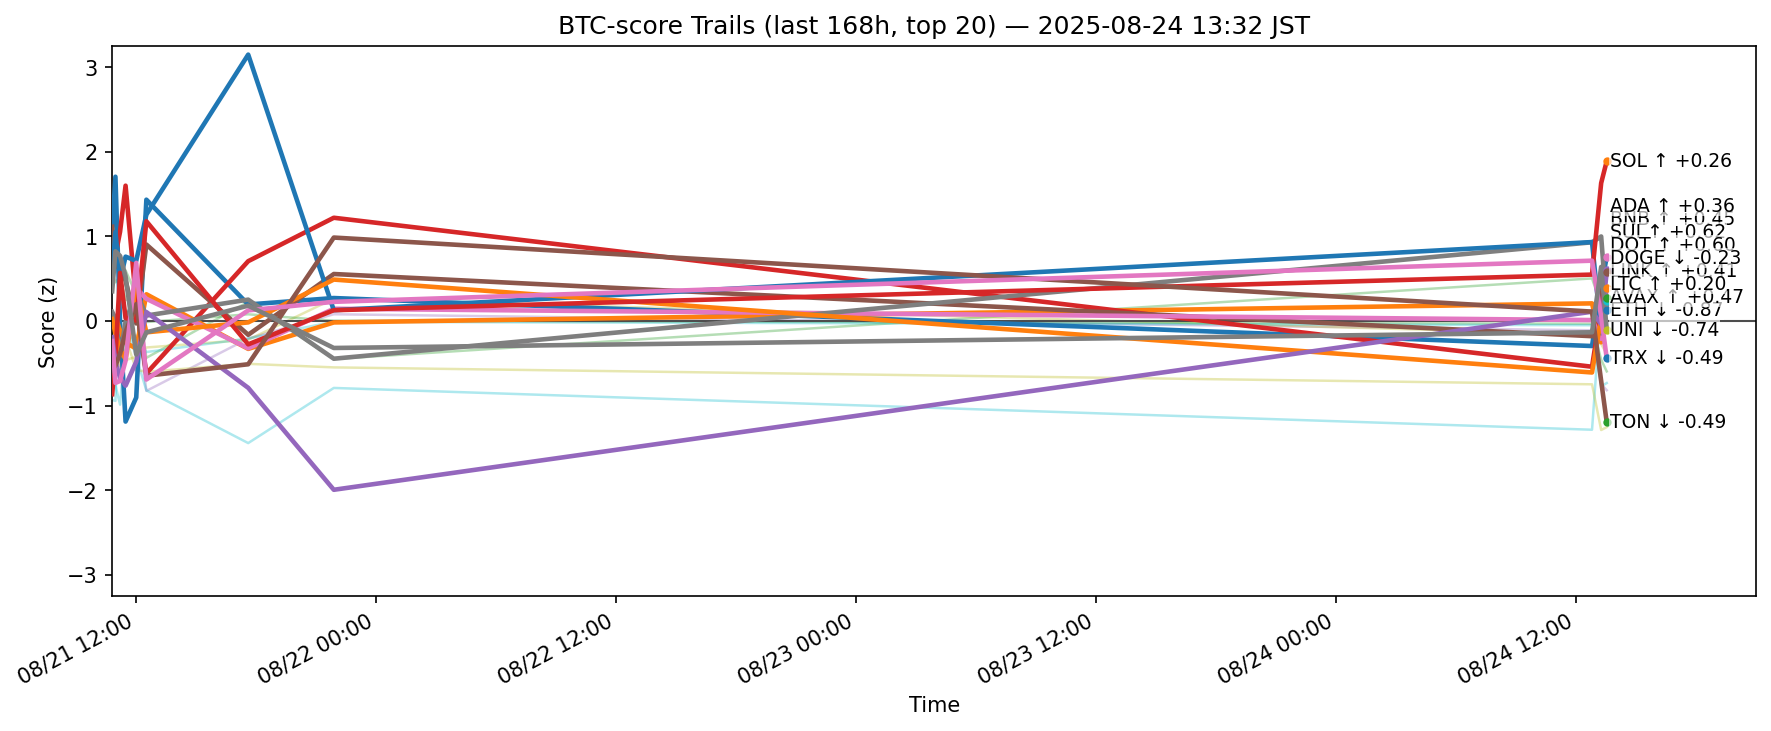 BTC-score Trails (last 168h, top 20) — 2025-08-24 13:32 JST
3
2
1
0
−1
−2
−3
Score (z)
SOL ↑ +0.26
ADA ↑ +0.36
BNB ↑ +0.45
↑ +0.62
DOT ↑ +0.60
DOGE ↓ -0.23
LINK ↑ +0.41
LTC ↑ +0.20
AVAX ↑ +0.47
ETH ↓ -0.87
UNI ↓ -0.74
TRX ↓ -0.49
TON ↓ -0.49
08/21 12:00
08/22 00:00
08/22 12:00
08/23 00:00
08/23 12:00
08/24 00:00
08/24 12:00
Time